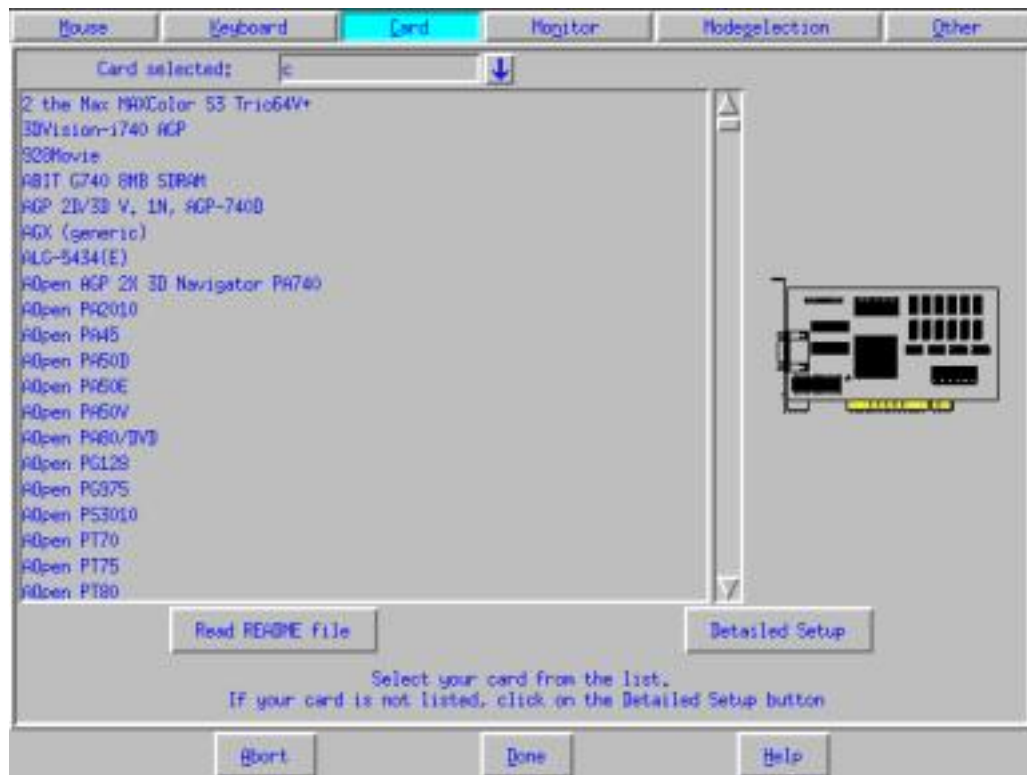 Mouse Keyboard Card Monitor Modeselection Other
Card selected: c
2 the Max MAXColor S3 Trio64V+
3DVision-i740 AGP
928Movie
ABIT G740 8MB SDRAM
AGP 2D/3D V. 1N, AGP-740D
AGX (generic)
ALG-5434(E)
AOpen AGP 2X 3D Navigator PA740
AOpen PA2010
AOpen PA45
AOpen PA50D
AOpen PA50E
AOpen PA50V
AOpen PA80/DVD
AOpen PG128
AOpen PG975
AOpen PS3010
AOpen PT70
AOpen PT75
AOpen PT80
Read README file Detailed Setup
Select your card from the list.
If your card is not listed, click on the Detailed Setup button
Abort Done Help